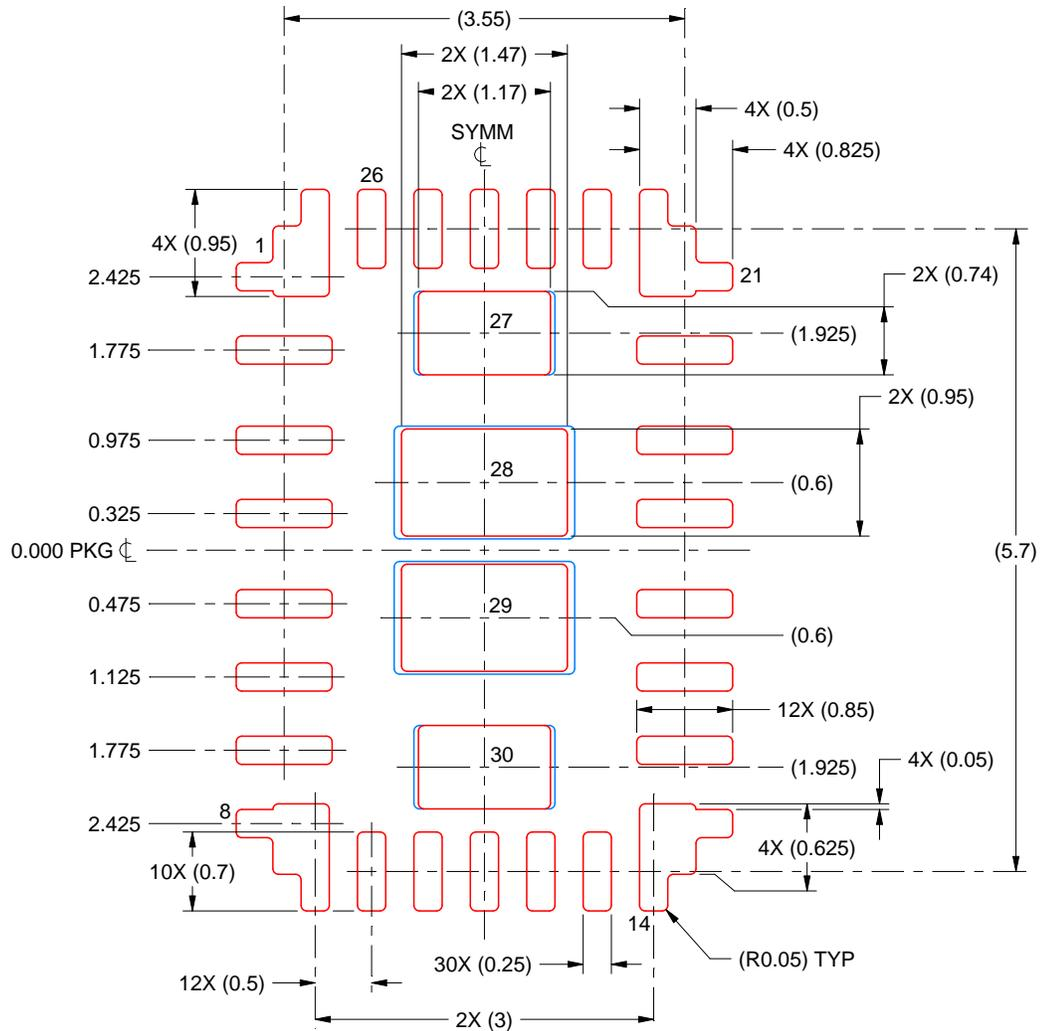 (3.55)
2X (1.47)
2X (1.17)
4X (0.5)
SYMM
℄
4X (0.825)
26
4X (0.95)
1
2.425
21
2X (0.74)
27
(1.925)
1.775
2X (0.95)
0.975
28
(0.6)
0.325
0.000 PKG ℄
(5.7)
0.475
29
(0.6)
1.125
12X (0.85)
1.775
30
(1.925)
4X (0.05)
8
2.425
4X (0.625)
10X (0.7)
14
(R0.05) TYP
30X (0.25)
12X (0.5)
2X (3)